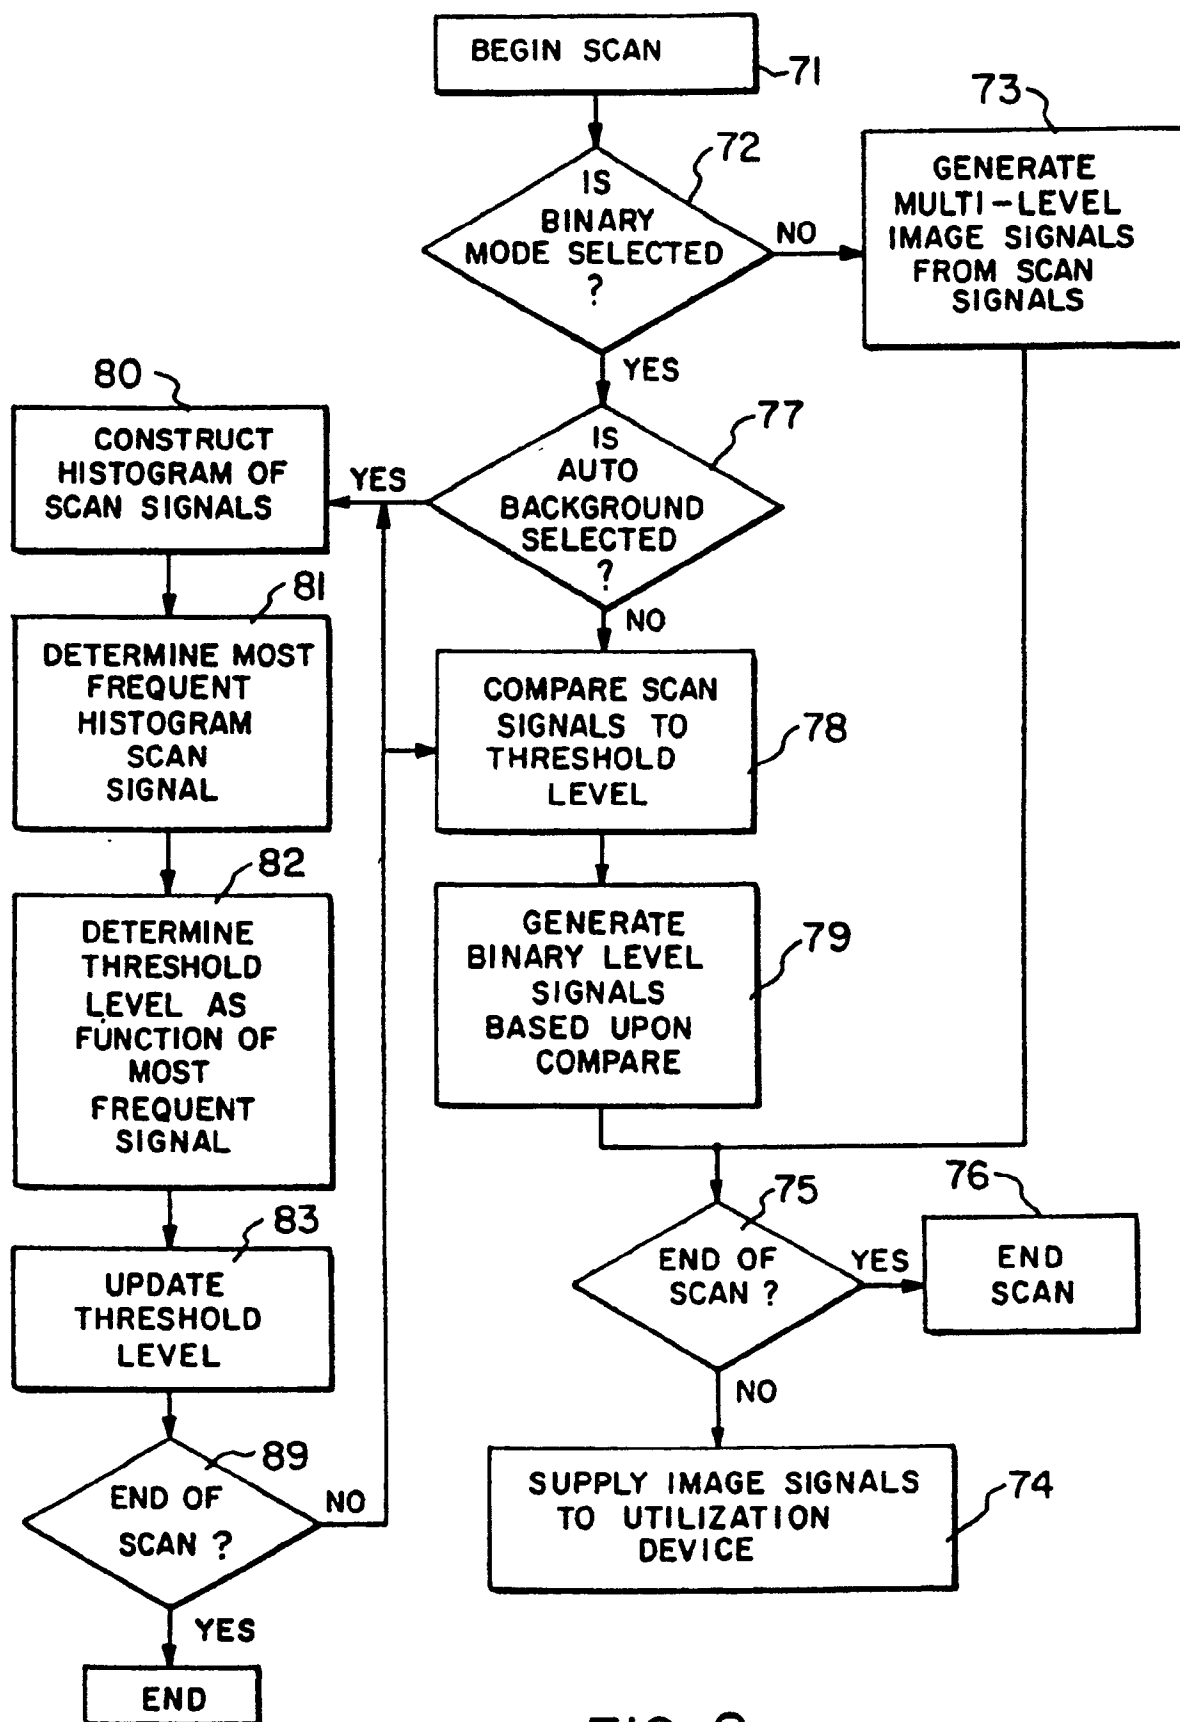 BEGIN SCAN
71
72
IS
BINARY
MODE SELECTED
?
NO
73
GENERATE
MULTI-LEVEL
IMAGE SIGNALS
FROM SCAN
SIGNALS
YES
77
IS
AUTO
BACKGROUND
SELECTED
?
YES
NO
80
CONSTRUCT
HISTOGRAM OF
SCAN SIGNALS
81
DETERMINE MOST
FREQUENT
HISTOGRAM
SCAN
SIGNAL
82
DETERMINE
THRESHOLD
LEVEL AS
FUNCTION OF
MOST
FREQUENT
SIGNAL
83
UPDATE
THRESHOLD
LEVEL
89
END OF
SCAN ?
NO
YES
END
COMPARE SCAN
SIGNALS TO
THRESHOLD
LEVEL
78
GENERATE
BINARY LEVEL
SIGNALS
BASED UPON
COMPARE
79
75
END OF
SCAN ?
YES
76
END
SCAN
NO
SUPPLY IMAGE SIGNALS
TO UTILIZATION
DEVICE
74